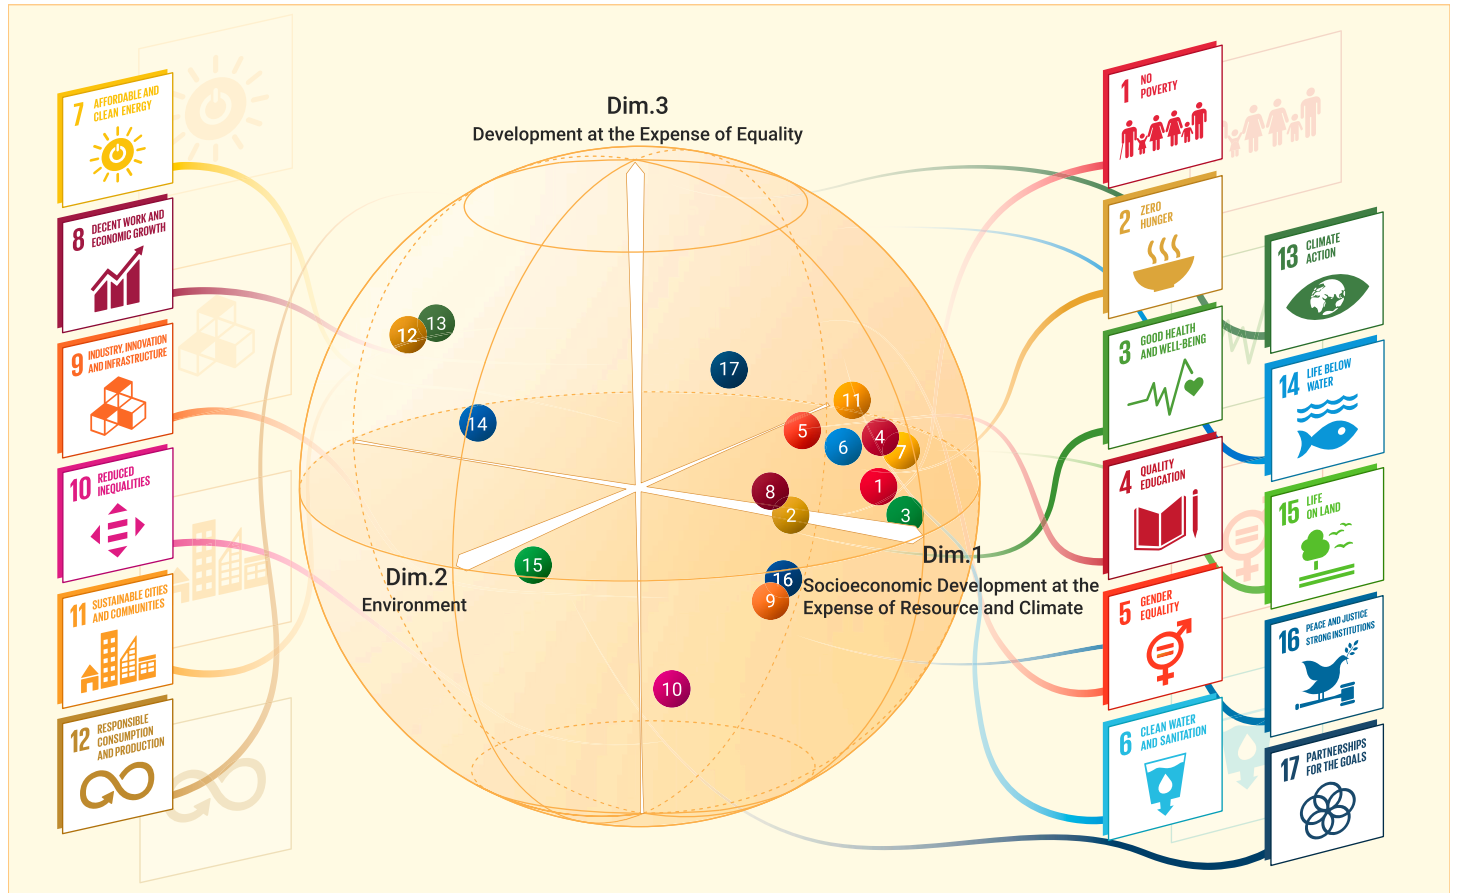 7 AFFORDABLE AND
CLEAN ENERGY
8 DECENT WORK AND
ECONOMIC GROWTH
9 INDUSTRY, INNOVATION
AND INFRASTRUCTURE
10 REDUCED
INEQUALITIES
11 SUSTAINABLE CITIES
AND COMMUNITIES
12 RESPONSIBLE
CONSUMPTION
AND PRODUCTION
Dim.3
Development at the Expense of Equality
12
13
14
17
11
5
6
4
7
8
2
1
3
15
16
9
10
Dim.2
Environment
Dim.1
Socioeconomic Development at the
Expense of Resource and Climate
1 NO
POVERTY
2 ZERO
HUNGER
3 GOOD HEALTH
AND WELL-BEING
4 QUALITY
EDUCATION
5 GENDER
EQUALITY
6 CLEAN WATER
AND SANITATION
13 CLIMATE
ACTION
14 LIFE BELOW
WATER
15 LIFE
ON LAND
16 PEACE AND JUSTICE
STRONG INSTITUTIONS
17 PARTNERSHIPS
FOR THE GOALS